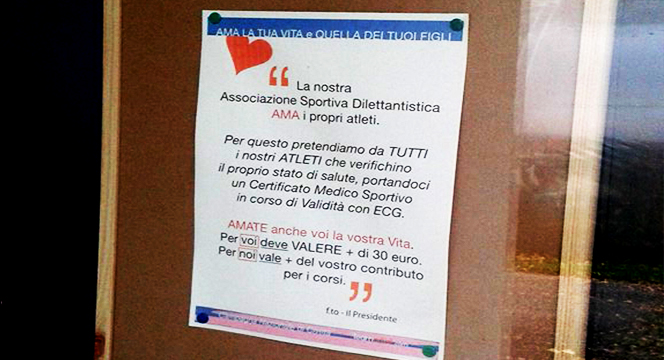 AMA LA TUA VITA e QUELLA DEI TUOI FIGLI
“ La nostra
Associazione Sportiva Dilettantistica
AMA i propri atleti.
Per questo pretendiamo da TUTTI
i nostri ATLETI che verifichino
il proprio stato di salute, portandoci
un Certificato Medico Sportivo
in corso di Validità con ECG.
AMATE anche voi la vostra Vita.
Per voi deve VALERE + di 30 euro.
Per noi vale + del vostro contributo
per i corsi. ”
f.to - Il Presidente